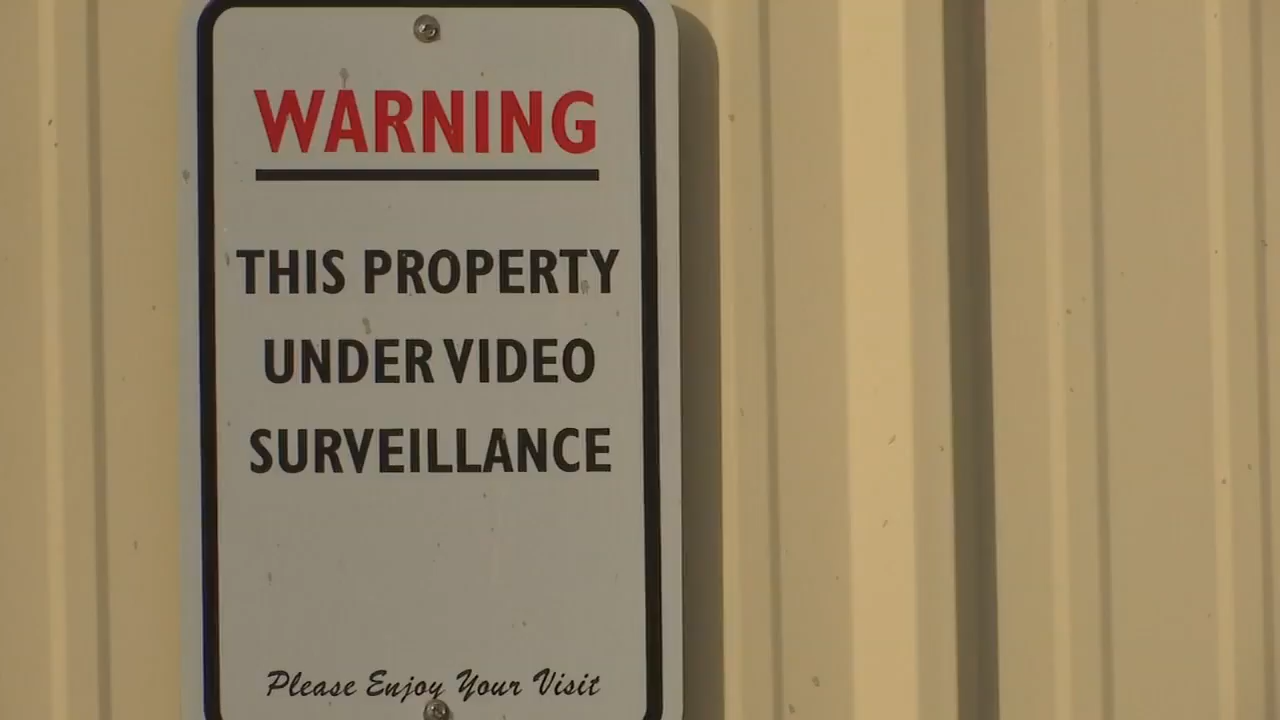 WARNING
THIS PROPERTY
UNDER VIDEO
SURVEILLANCE
Please Enjoy Your Visit